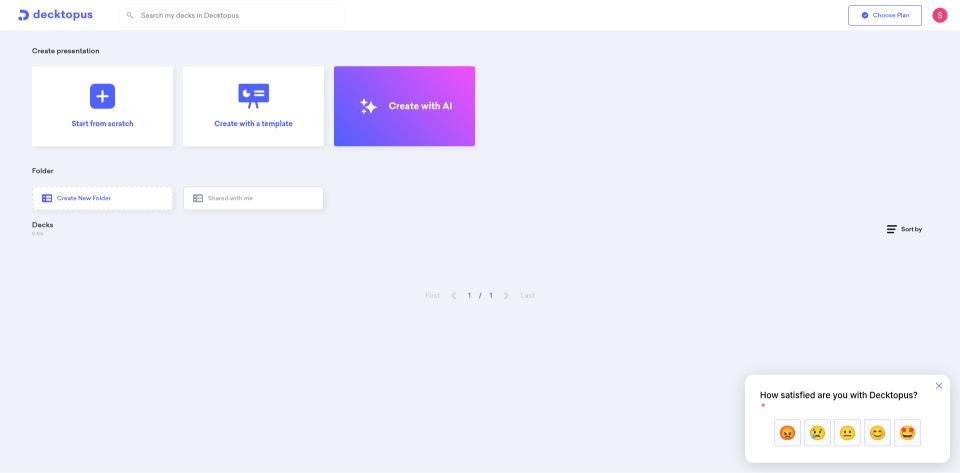 decktopus
Search my decks in Decktopus
Choose Plan
S
Create presentation
Start from scratch
Create with a template
Create with AI
Folder
Create New Folder
Shared with me
Decks
0 file
Sort by
First 1 / 1 Last
How satisfied are you with Decktopus?
*